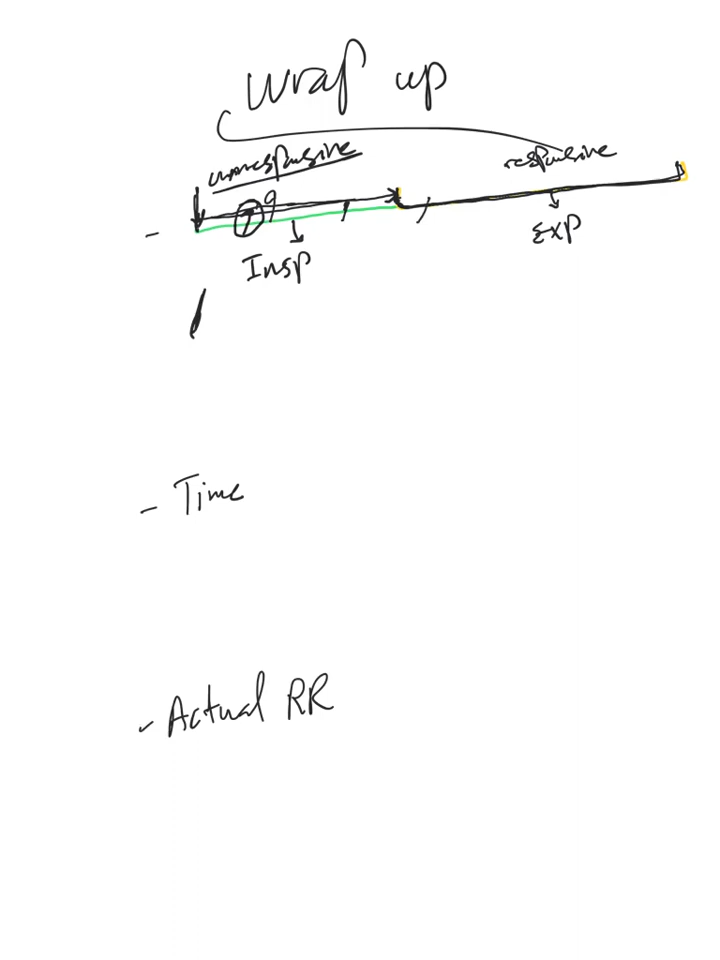 wrap up
unresponsive responsive
Insp Exp
- Time
- Actual RR